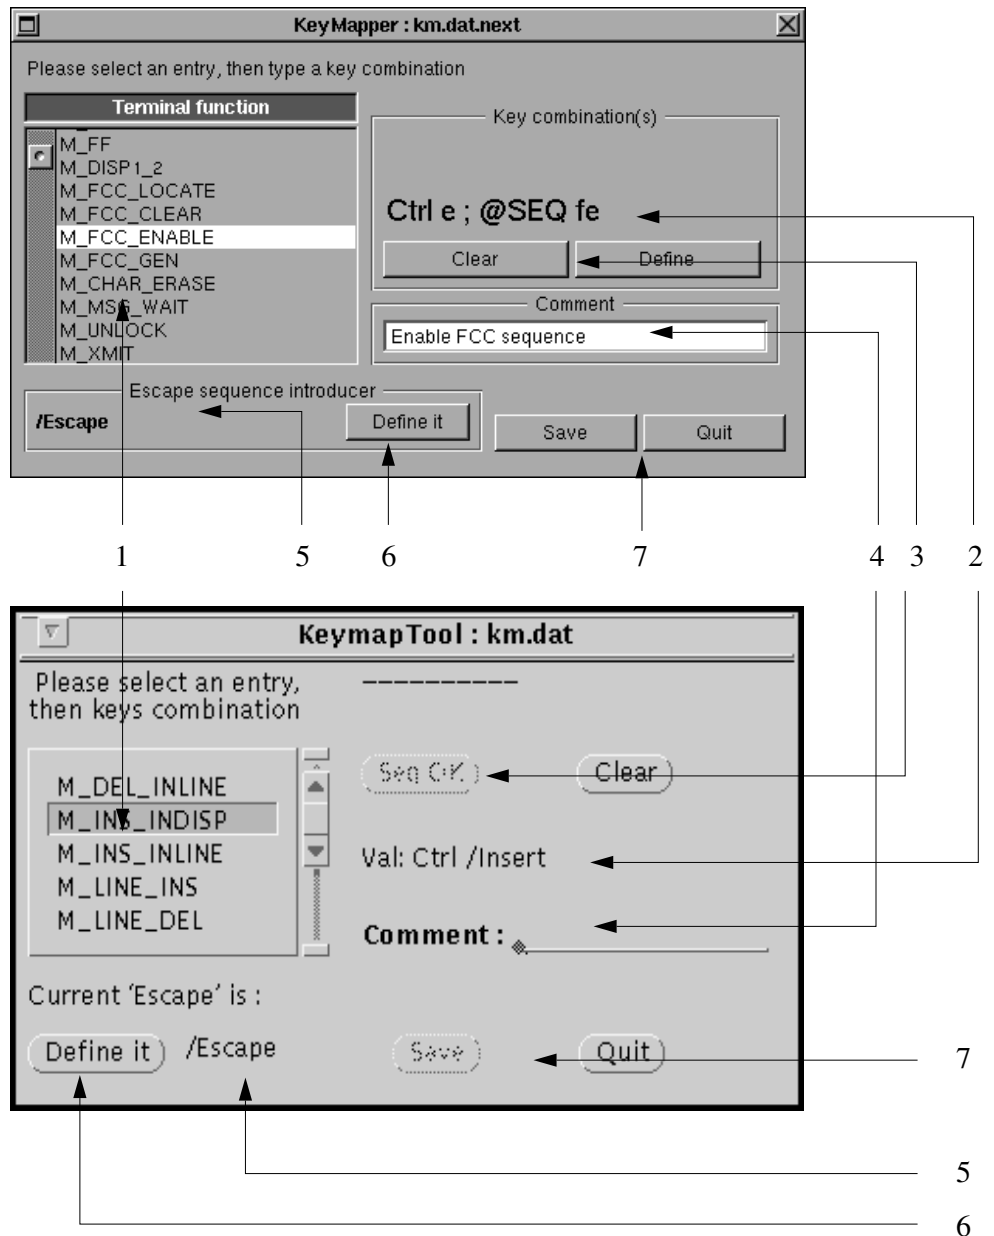 KeyMapper : km.dat.next
Please select an entry, then type a key combination
Terminal function
M_FF
M_DISP1_2
M_FCC_LOCATE
M_FCC_CLEAR
M_FCC_ENABLE
M_FCC_GEN
M_CHAR_ERASE
M_MSG_WAIT
M_UNLOCK
M_XMIT
Key combination(s)
Ctrl e ; @SEQ fe
Clear
Define
Comment
Enable FCC sequence
Escape sequence introducer
/Escape
Define it
Save
Quit
1 5 6 7 4 3 2
KeymapTool : km.dat
Please select an entry,
then keys combination
----------
M_DEL_INLINE
M_INS_INDISP
M_INS_INLINE
M_LINE_INS
M_LINE_DEL
Seq OK
Clear
Val: Ctrl /Insert
Comment :
Current 'Escape' is :
Define it
/Escape
Save
Quit
7
5
6